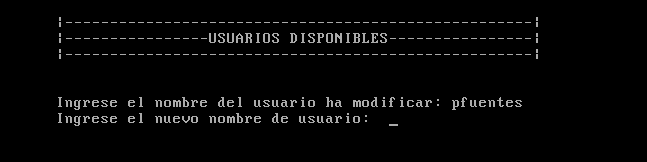 ¦----------------------------------------------------¦
¦----------------USUARIOS DISPONIBLES----------------¦
¦----------------------------------------------------¦
Ingrese el nombre del usuario ha modificar: pfuentes
Ingrese el nuevo nombre de usuario:  _